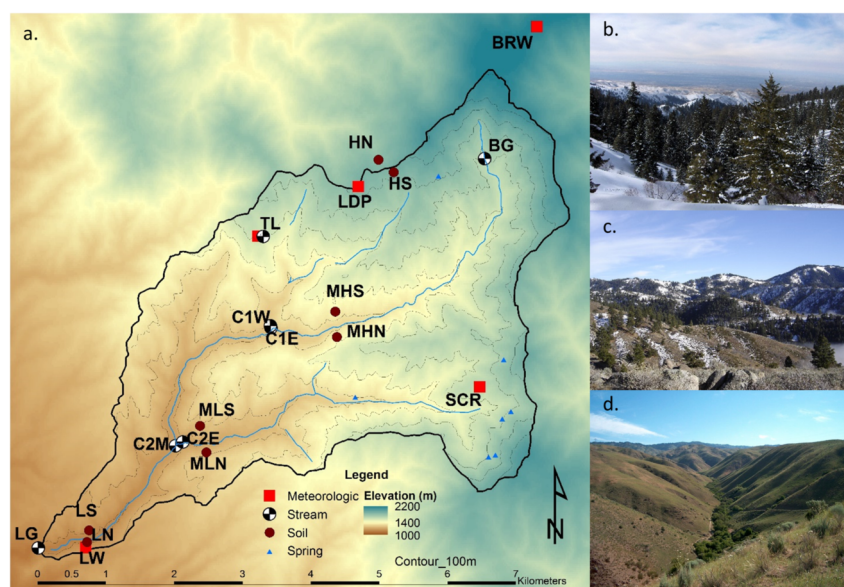 a.
b.
BRW
HN
BG
HS
LDP
TL
MHS
C1W
C1E
MHN
c.
SCR
MLS
C2M
C2E
MLN
d.
Legend
Meteorologic
Elevation (m)
Stream
2200
Soil
1400
Spring
1000
LS
LN
LG
LW
N
Contour_100m
0 0.5 1 2 3 4 5 6 7
Kilometers